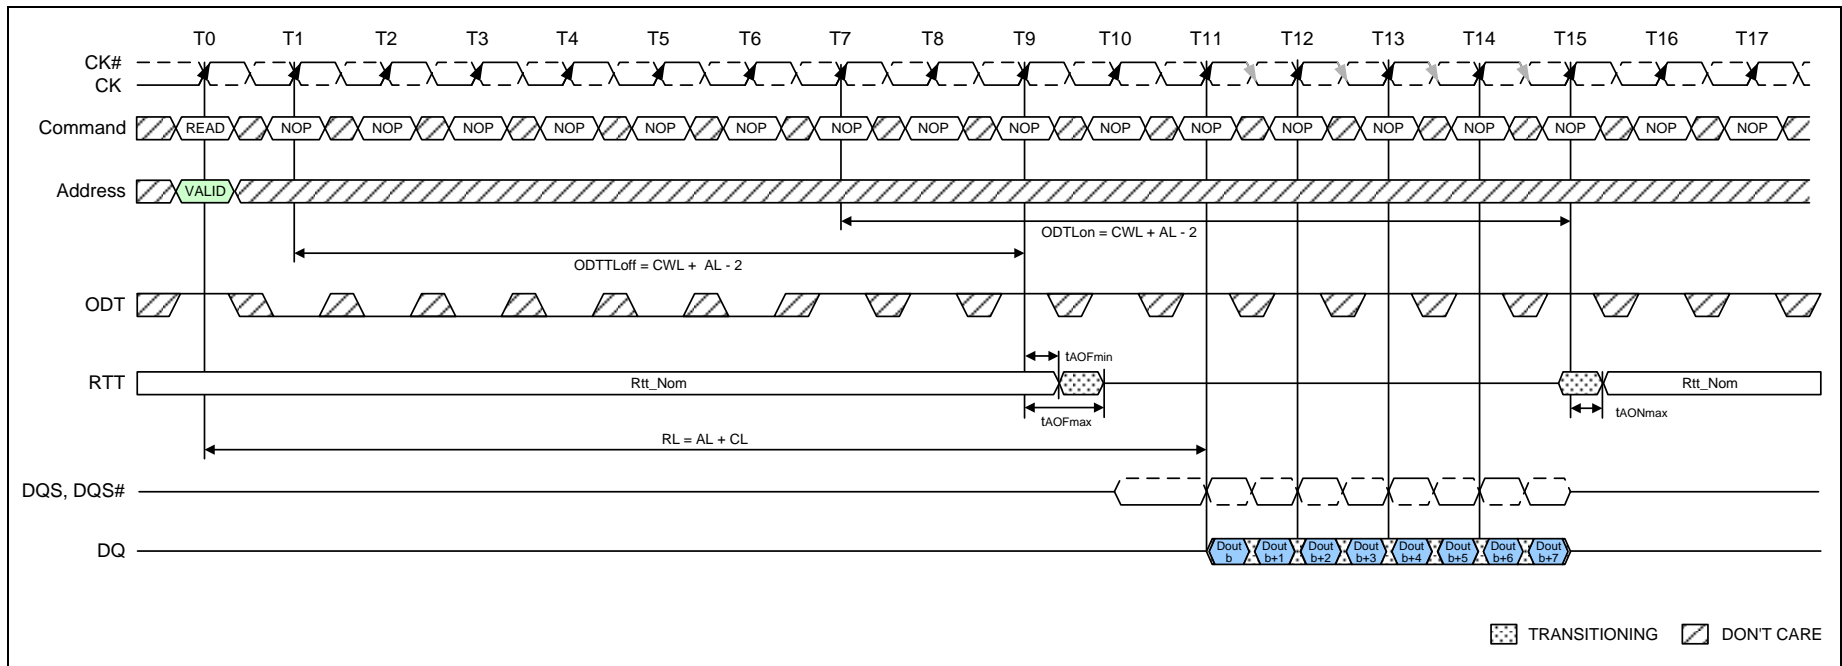 T0 T1 T2 T3 T4 T5 T6 T7 T8 T9 T10 T11 T12 T13 T14 T15 T16 T17
CK#
CK
Command READ NOP NOP NOP NOP NOP NOP NOP NOP NOP NOP NOP NOP NOP NOP NOP NOP NOP
Address VALID
ODTLon = CWL + AL - 2
ODTTLoff = CWL + AL - 2
ODT
tAOFmin
RTT Rtt_Nom Rtt_Nom
tAOFmax tAONmax
RL = AL + CL
DQS, DQS#
DQ Dout b Dout b+1 Dout b+2 Dout b+3 Dout b+4 Dout b+5 Dout b+6 Dout b+7
TRANSITIONING DON'T CARE